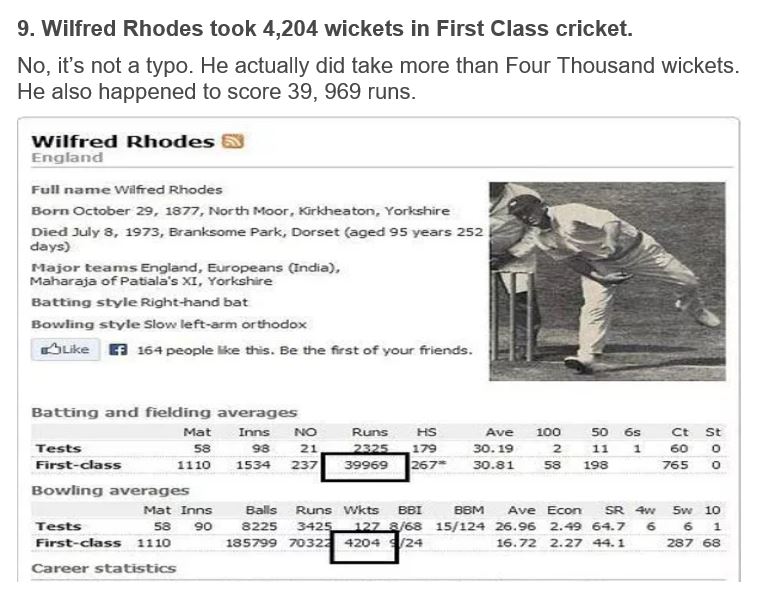 9. Wilfred Rhodes took 4,204 wickets in First Class cricket.
No, it’s not a typo. He actually did take more than Four Thousand wickets.
He also happened to score 39, 969 runs.
Wilfred Rhodes
England
Full name Wilfred Rhodes
Born October 29, 1877, North Moor, Kirkheaton, Yorkshire
Died July 8, 1973, Branksome Park, Dorset (aged 95 years 252
days)
Major teams England, Europeans (India),
Maharaja of Patiala's XI, Yorkshire
Batting style Right-hand bat
Bowling style Slow left-arm orthodox
Like f 164 people like this. Be the first of your friends.
Batting and fielding averages
Mat Inns NO Runs HS Ave 100 50 6s Ct St
Tests 58 98 21 2325 179 30.19 2 11 1 60 0
First-class 1110 1534 237 39969 267* 30.81 58 198 765 0
Bowling averages
Mat Inns Balls Runs Wkts BBI BBM Ave Econ SR 4w 5w 10
Tests 58 90 8225 3425 127 8/68 15/124 26.96 2.49 64.7 6 6 1
First-class 1110 185799 70322 4204 9/24 16.72 2.27 44.1 287 68
Career statistics